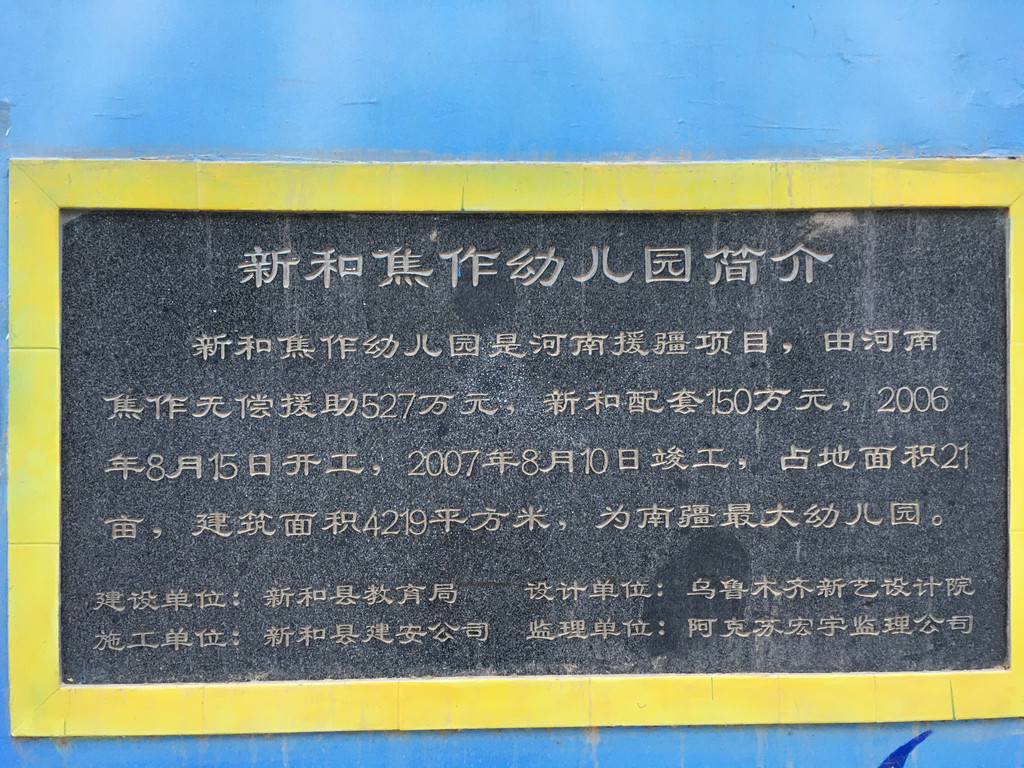 新和焦作幼儿园简介
新和焦作幼儿园是河南援疆项目，由河南
焦作无偿援助527万元，新和配套150万元，2006
年8月15日开工，2007年8月10日竣工，占地面积21
亩，建筑面积4219平方米，为南疆最大幼儿园。
建设单位：新和县教育局 设计单位：乌鲁木齐新艺设计院
施工单位：新和县建安公司 监理单位：阿克苏宏宇监理公司